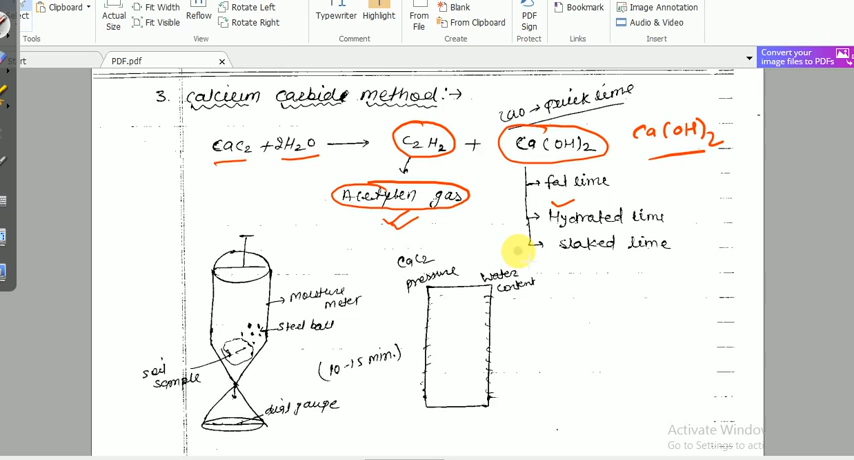 Clipboard
Actual Size
Fit Width
Fit Visible
Reflow
Rotate Left
Rotate Right
Typewriter
Highlight
From File
Blank
From Clipboard
PDF Sign
Bookmark
Image Annotation
Audio & Video
Tools
View
Comment
Create
Protect
Links
Insert
Start
PDF.pdf
Convert your image files to PDFs
3. Calcium Carbide method:→
CaO → Quick lime
CaC2 + 2H2O → C2H2 + Ca(OH)2
Ca(OH)2
Acetylen gas
→ fat lime
→ Hydrated lime
→ slaked lime
CaC2
pressure
water content
→ moisture meter
→ steel ball
soil sample
(10-15 min.)
dial gauge
Activate Window
Go to Settings to acti